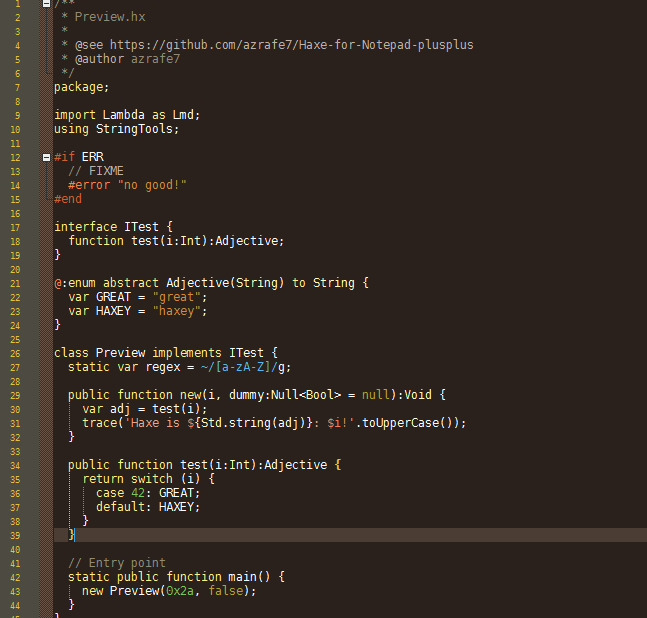 1 /**
2  * Preview.hx
3  *
4  * @see https://github.com/azrafe7/Haxe-for-Notepad-plusplus
5  * @author azrafe7
6  */
7 package;
8
9 import Lambda as Lmd;
10 using StringTools;
11
12 #if ERR
13   // FIXME
14   #error "no good!"
15 #end
16
17 interface ITest {
18   function test(i:Int):Adjective;
19 }
20
21 @:enum abstract Adjective(String) to String {
22   var GREAT = "great";
23   var HAXEY = "haxey";
24 }
25
26 class Preview implements ITest {
27   static var regex = ~/[a-zA-Z]/g;
28
29   public function new(i, dummy:Null<Bool> = null):Void {
30     var adj = test(i);
31     trace('Haxe is ${Std.string(adj)}: $i!'.toUpperCase());
32   }
33
34   public function test(i:Int):Adjective {
35     return switch (i) {
36       case 42: GREAT;
37       default: HAXEY;
38     }
39   }
40
41   // Entry point
42   static public function main() {
43     new Preview(0x2a, false);
44   }